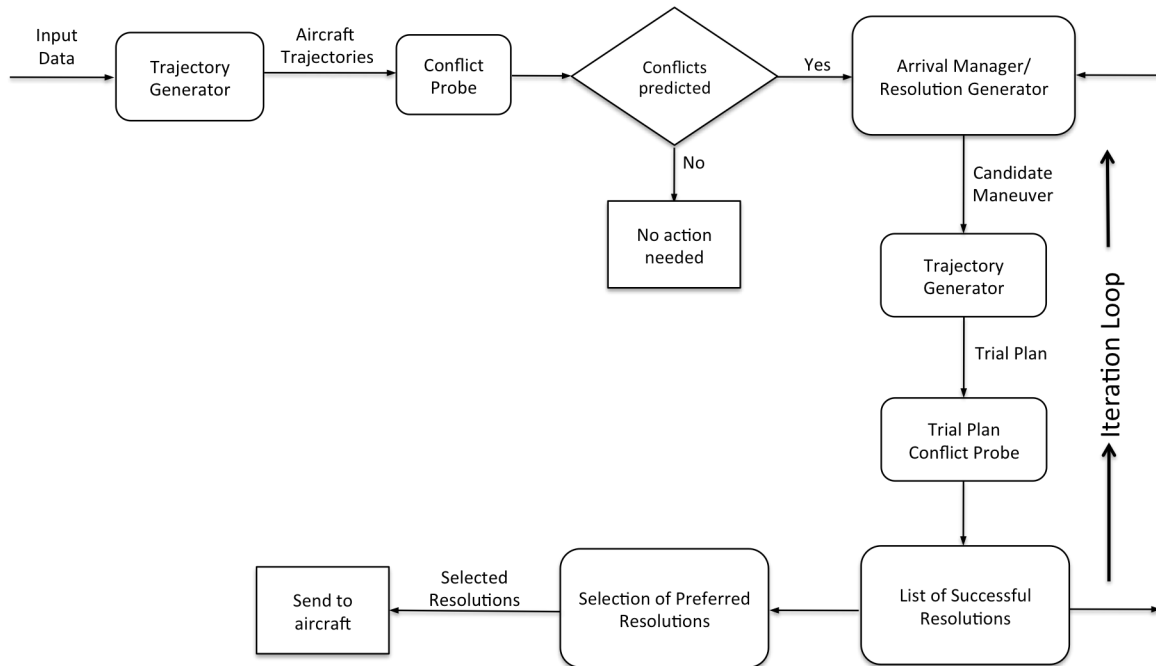 Input
Data
Trajectory
Generator
Aircraft
Trajectories
Conflict
Probe
Conflicts
predicted
Yes
Arrival Manager/
Resolution Generator
No
No action
needed
Candidate
Maneuver
Trajectory
Generator
Trial Plan
Trial Plan
Conflict Probe
Iteration Loop
List of Successful
Resolutions
Selection of Preferred
Resolutions
Selected
Resolutions
Send to
aircraft